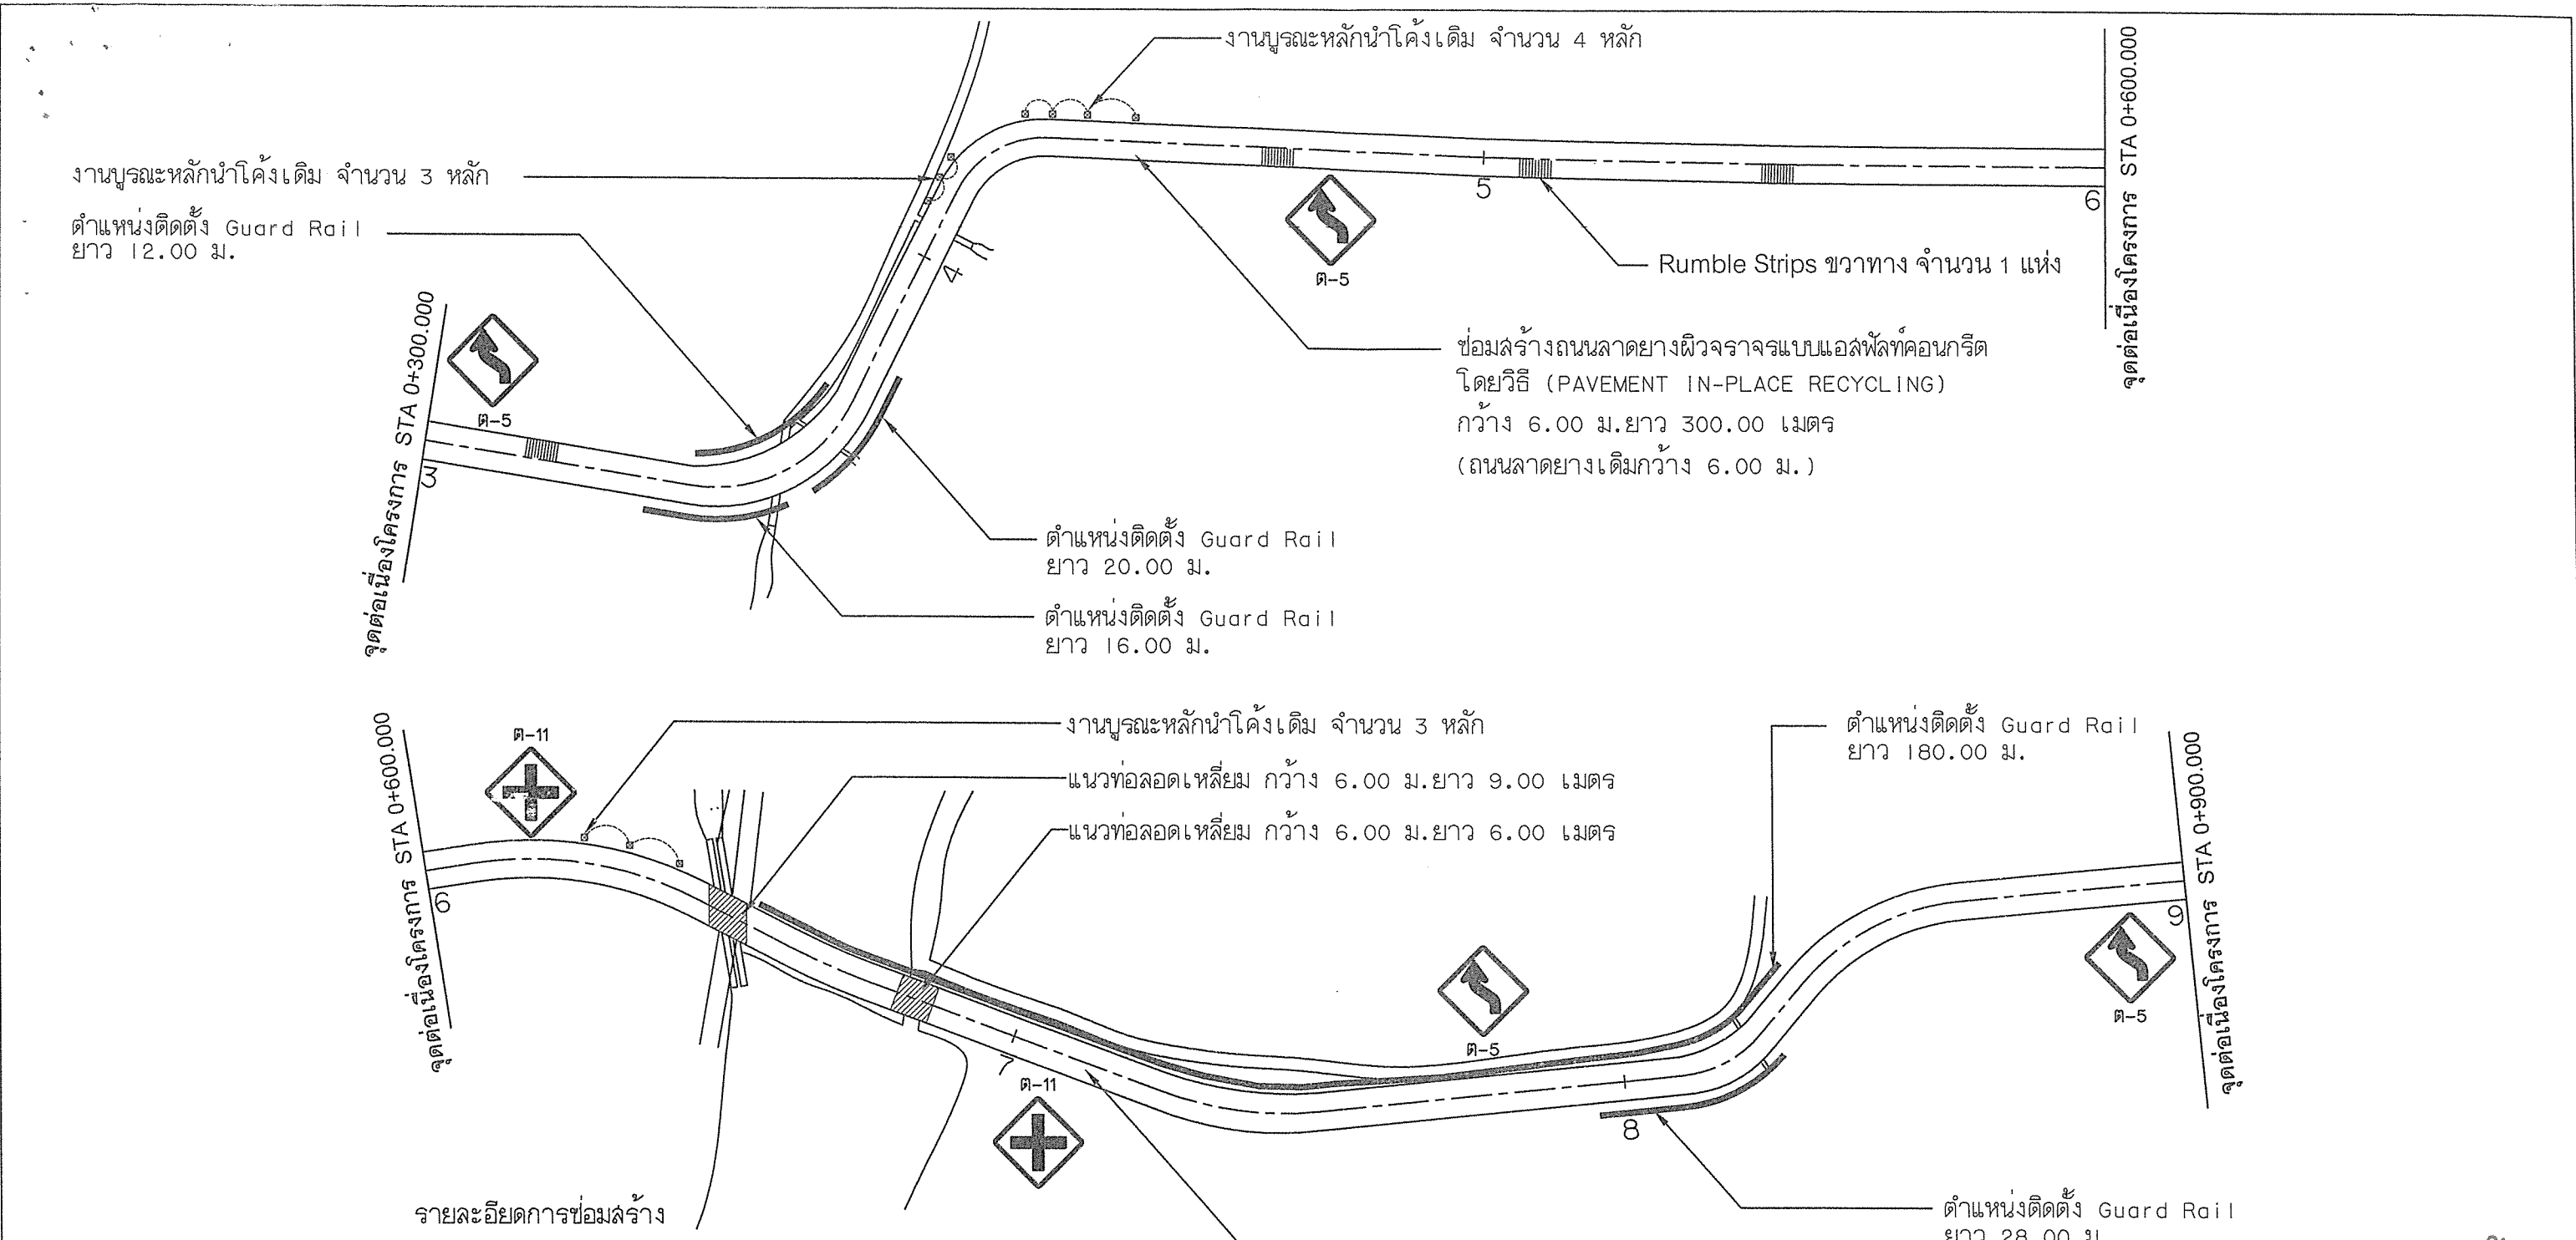 งานบูรณะหลักนำโค้งเดิม จำนวน 4 หลัก
งานบูรณะหลักนำโค้งเดิม จำนวน 3 หลัก
ตำแหน่งติดตั้ง Guard Rail
ยาว 12.00 ม.
จุดต่อเนื่องโครงการ STA 0+300.000
ต-5
3
4
5
6
ต-5
จุดต่อเนื่องโครงการ STA 0+600.000
Rumble Strips ขวาทาง จำนวน 1 แห่ง
ซ่อมสร้างถนนลาดยางผิวจราจรแบบแอสฟัลท์คอนกรีต
โดยวิธี (PAVEMENT IN-PLACE RECYCLING)
กว้าง 6.00 ม.ยาว 300.00 เมตร
(ถนนลาดยางเดิมกว้าง 6.00 ม.)
ตำแหน่งติดตั้ง Guard Rail
ยาว 20.00 ม.
ตำแหน่งติดตั้ง Guard Rail
ยาว 16.00 ม.
จุดต่อเนื่องโครงการ STA 0+600.000
ต-11
งานบูรณะหลักนำโค้งเดิม จำนวน 3 หลัก
แนวท่อลอดเหลี่ยม กว้าง 6.00 ม.ยาว 9.00 เมตร
แนวท่อลอดเหลี่ยม กว้าง 6.00 ม.ยาว 6.00 เมตร
ตำแหน่งติดตั้ง Guard Rail
ยาว 180.00 ม.
จุดต่อเนื่องโครงการ STA 0+900.000
6
7
ต-11
ต-5
8
9
ต-5
ตำแหน่งติดตั้ง Guard Rail
ยาว 28.00 ม.
รายละอียดการซ่อมสร้าง